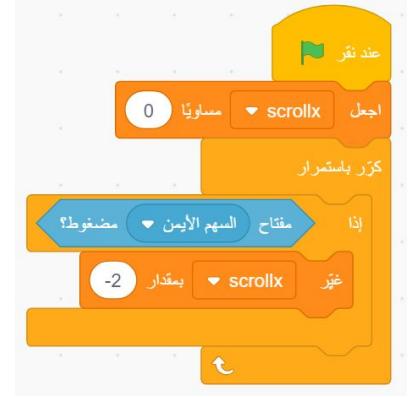 عند نقر
اجعل scrollx مساويًا 0
كرّر باستمرار
إذا مفتاح السهم الأيمن مضغوط؟
غيّر scrollx بمقدار -2